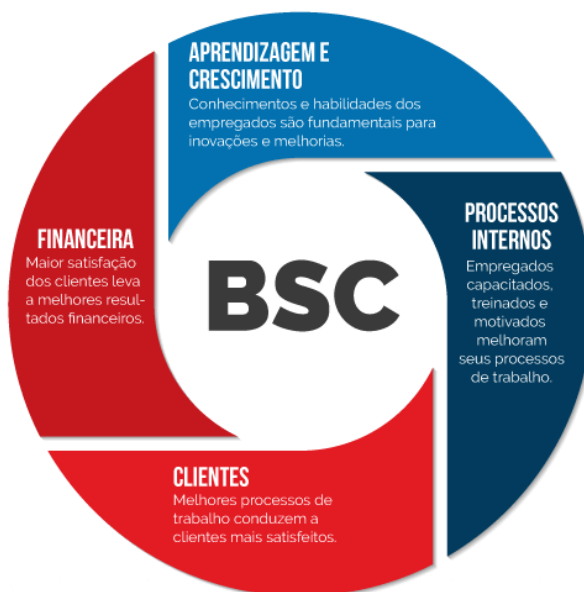 APRENDIZAGEM E
CRESCIMENTO
Conhecimentos e habilidades dos
empregados são fundamentais para
inovações e melhorias.
PROCESSOS
INTERNOS
Empregados
capacitados,
treinados e
motivados
melhoram
seus processos
de trabalho.
CLIENTES
Melhores processos de
trabalho conduzem a
clientes mais satisfeitos.
FINANCEIRA
Maior satisfação
dos clientes leva
a melhores resul-
tados financeiros.
BSC